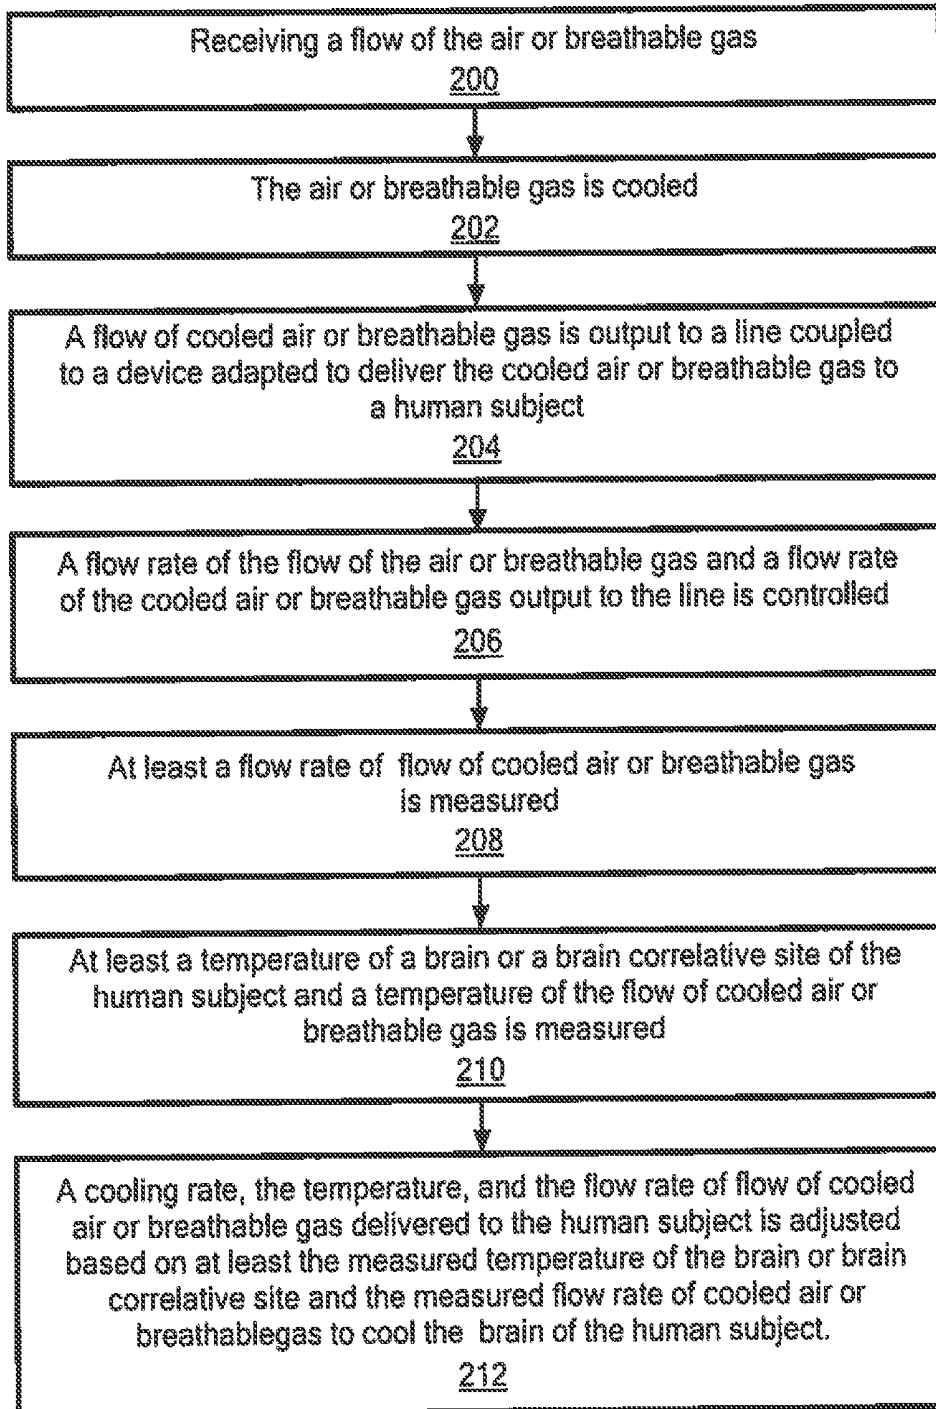 Receiving a flow of the air or breathable gas
200
The air or breathable gas is cooled
202
A flow of cooled air or breathable gas is output to a line coupled
to a device adapted to deliver the cooled air or breathable gas to
a human subject
204
A flow rate of the flow of the air or breathable gas and a flow rate
of the cooled air or breathable gas output to the line is controlled
206
At least a flow rate of flow of cooled air or breathable gas
is measured
208
At least a temperature of a brain or a brain correlative site of the
human subject and a temperature of the flow of cooled air or
breathable gas is measured
210
A cooling rate, the temperature, and the flow rate of flow of cooled
air or breathable gas delivered to the human subject is adjusted
based on at least the measured temperature of the brain or brain
correlative site and the measured flow rate of cooled air or
breathablegas to cool the brain of the human subject.
212